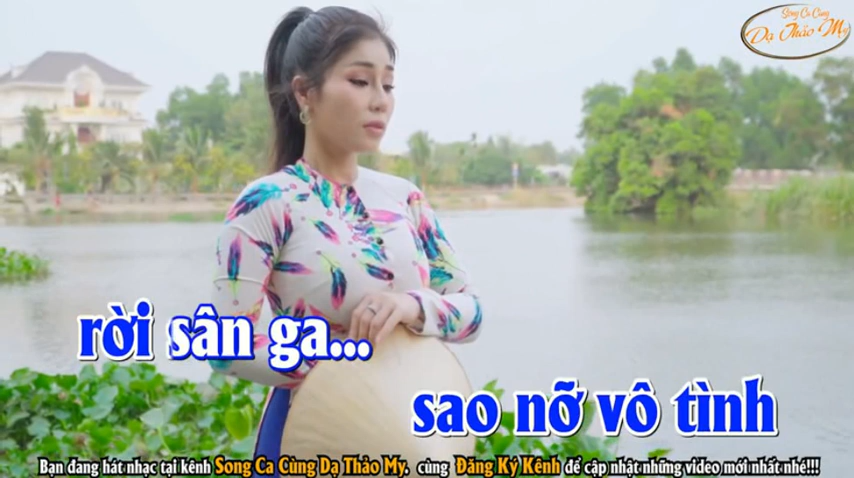 Song Ca Cùng
Dạ Thảo My
rời sân ga...
sao nỡ vô tình
Bạn đang hát nhạc tại kênh Song Ca Cùng Dạ Thảo My. cùng Đăng Ký Kênh để cập nhật những video mới nhất nhé!!!